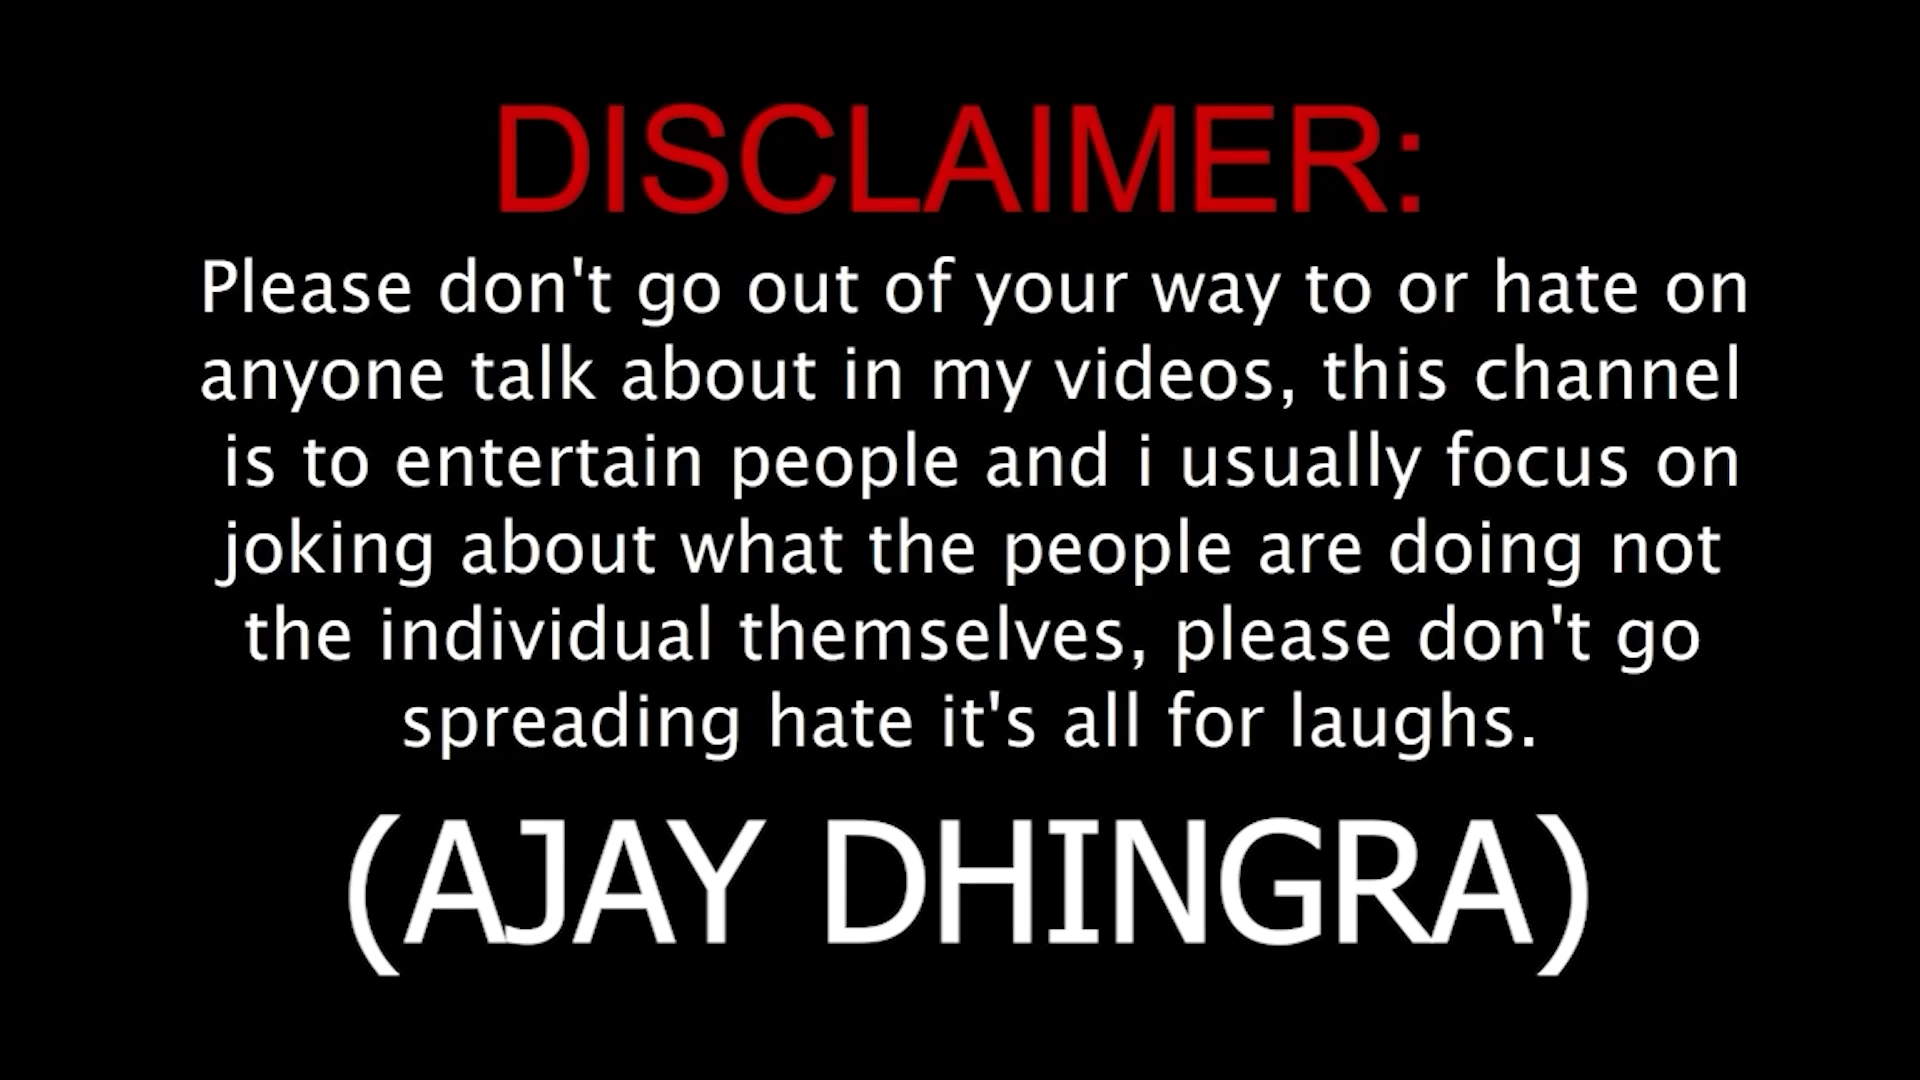 DISCLAIMER:
Please don't go out of your way to or hate on
anyone talk about in my videos, this channel
is to entertain people and i usually focus on
joking about what the people are doing not
the individual themselves, please don't go
spreading hate it's all for laughs.
(AJAY DHINGRA)